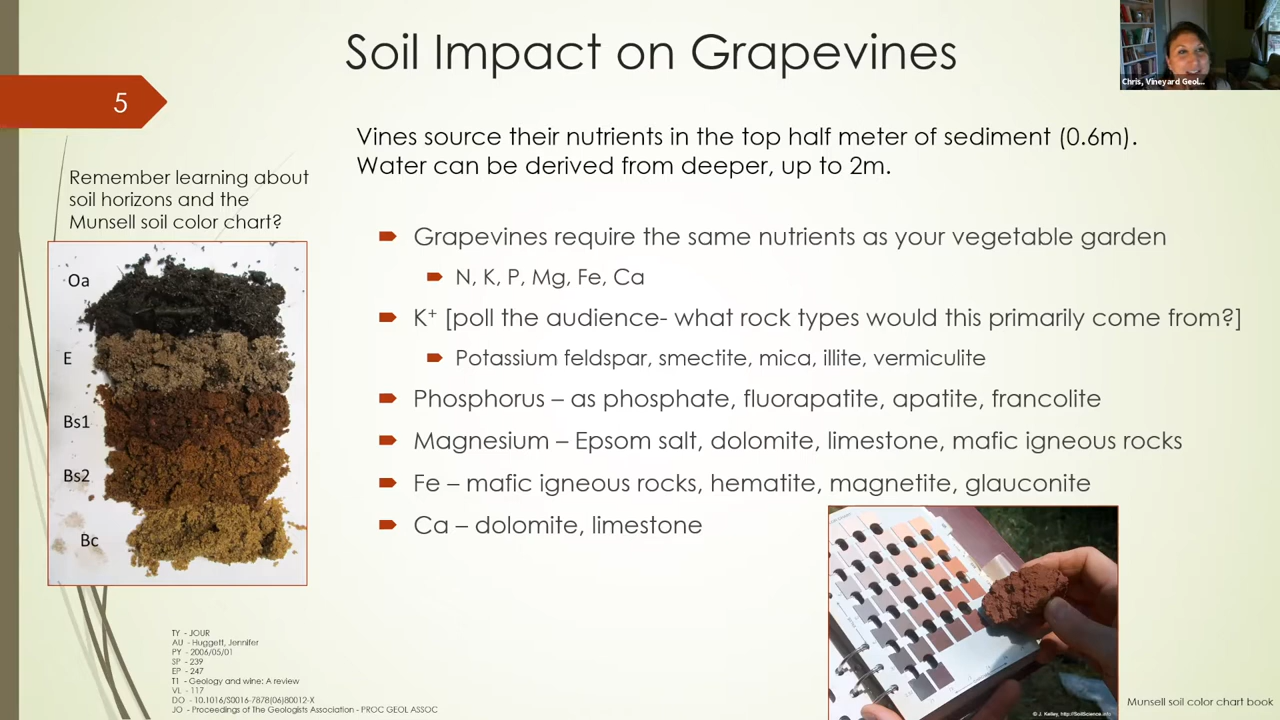 Soil Impact on Grapevines
Chris, Vineyard Geol...
5
Vines source their nutrients in the top half meter of sediment (0.6m).
Water can be derived from deeper, up to 2m.
Remember learning about
soil horizons and the
Munsell soil color chart?
Oa
E
Bs1
Bs2
Bc
Grapevines require the same nutrients as your vegetable garden
N, K, P, Mg, Fe, Ca
K+ [poll the audience- what rock types would this primarily come from?]
Potassium feldspar, smectite, mica, illite, vermiculite
Phosphorus – as phosphate, fluorapatite, apatite, francolite
Magnesium – Epsom salt, dolomite, limestone, mafic igneous rocks
Fe – mafic igneous rocks, hematite, magnetite, glauconite
Ca – dolomite, limestone
TY - JOUR
AU - Huggett, Jennifer
PY - 2006/05/01
SP - 239
EP - 247
T1 - Geology and wine: A review
VL - 117
DO - 10.1016/S0016-7878(06)80012-X
JO - Proceedings of The Geologists Association - PROC GEOL ASSOC
© J. Kelley, http://SoilScience.info
Munsell soil color chart book